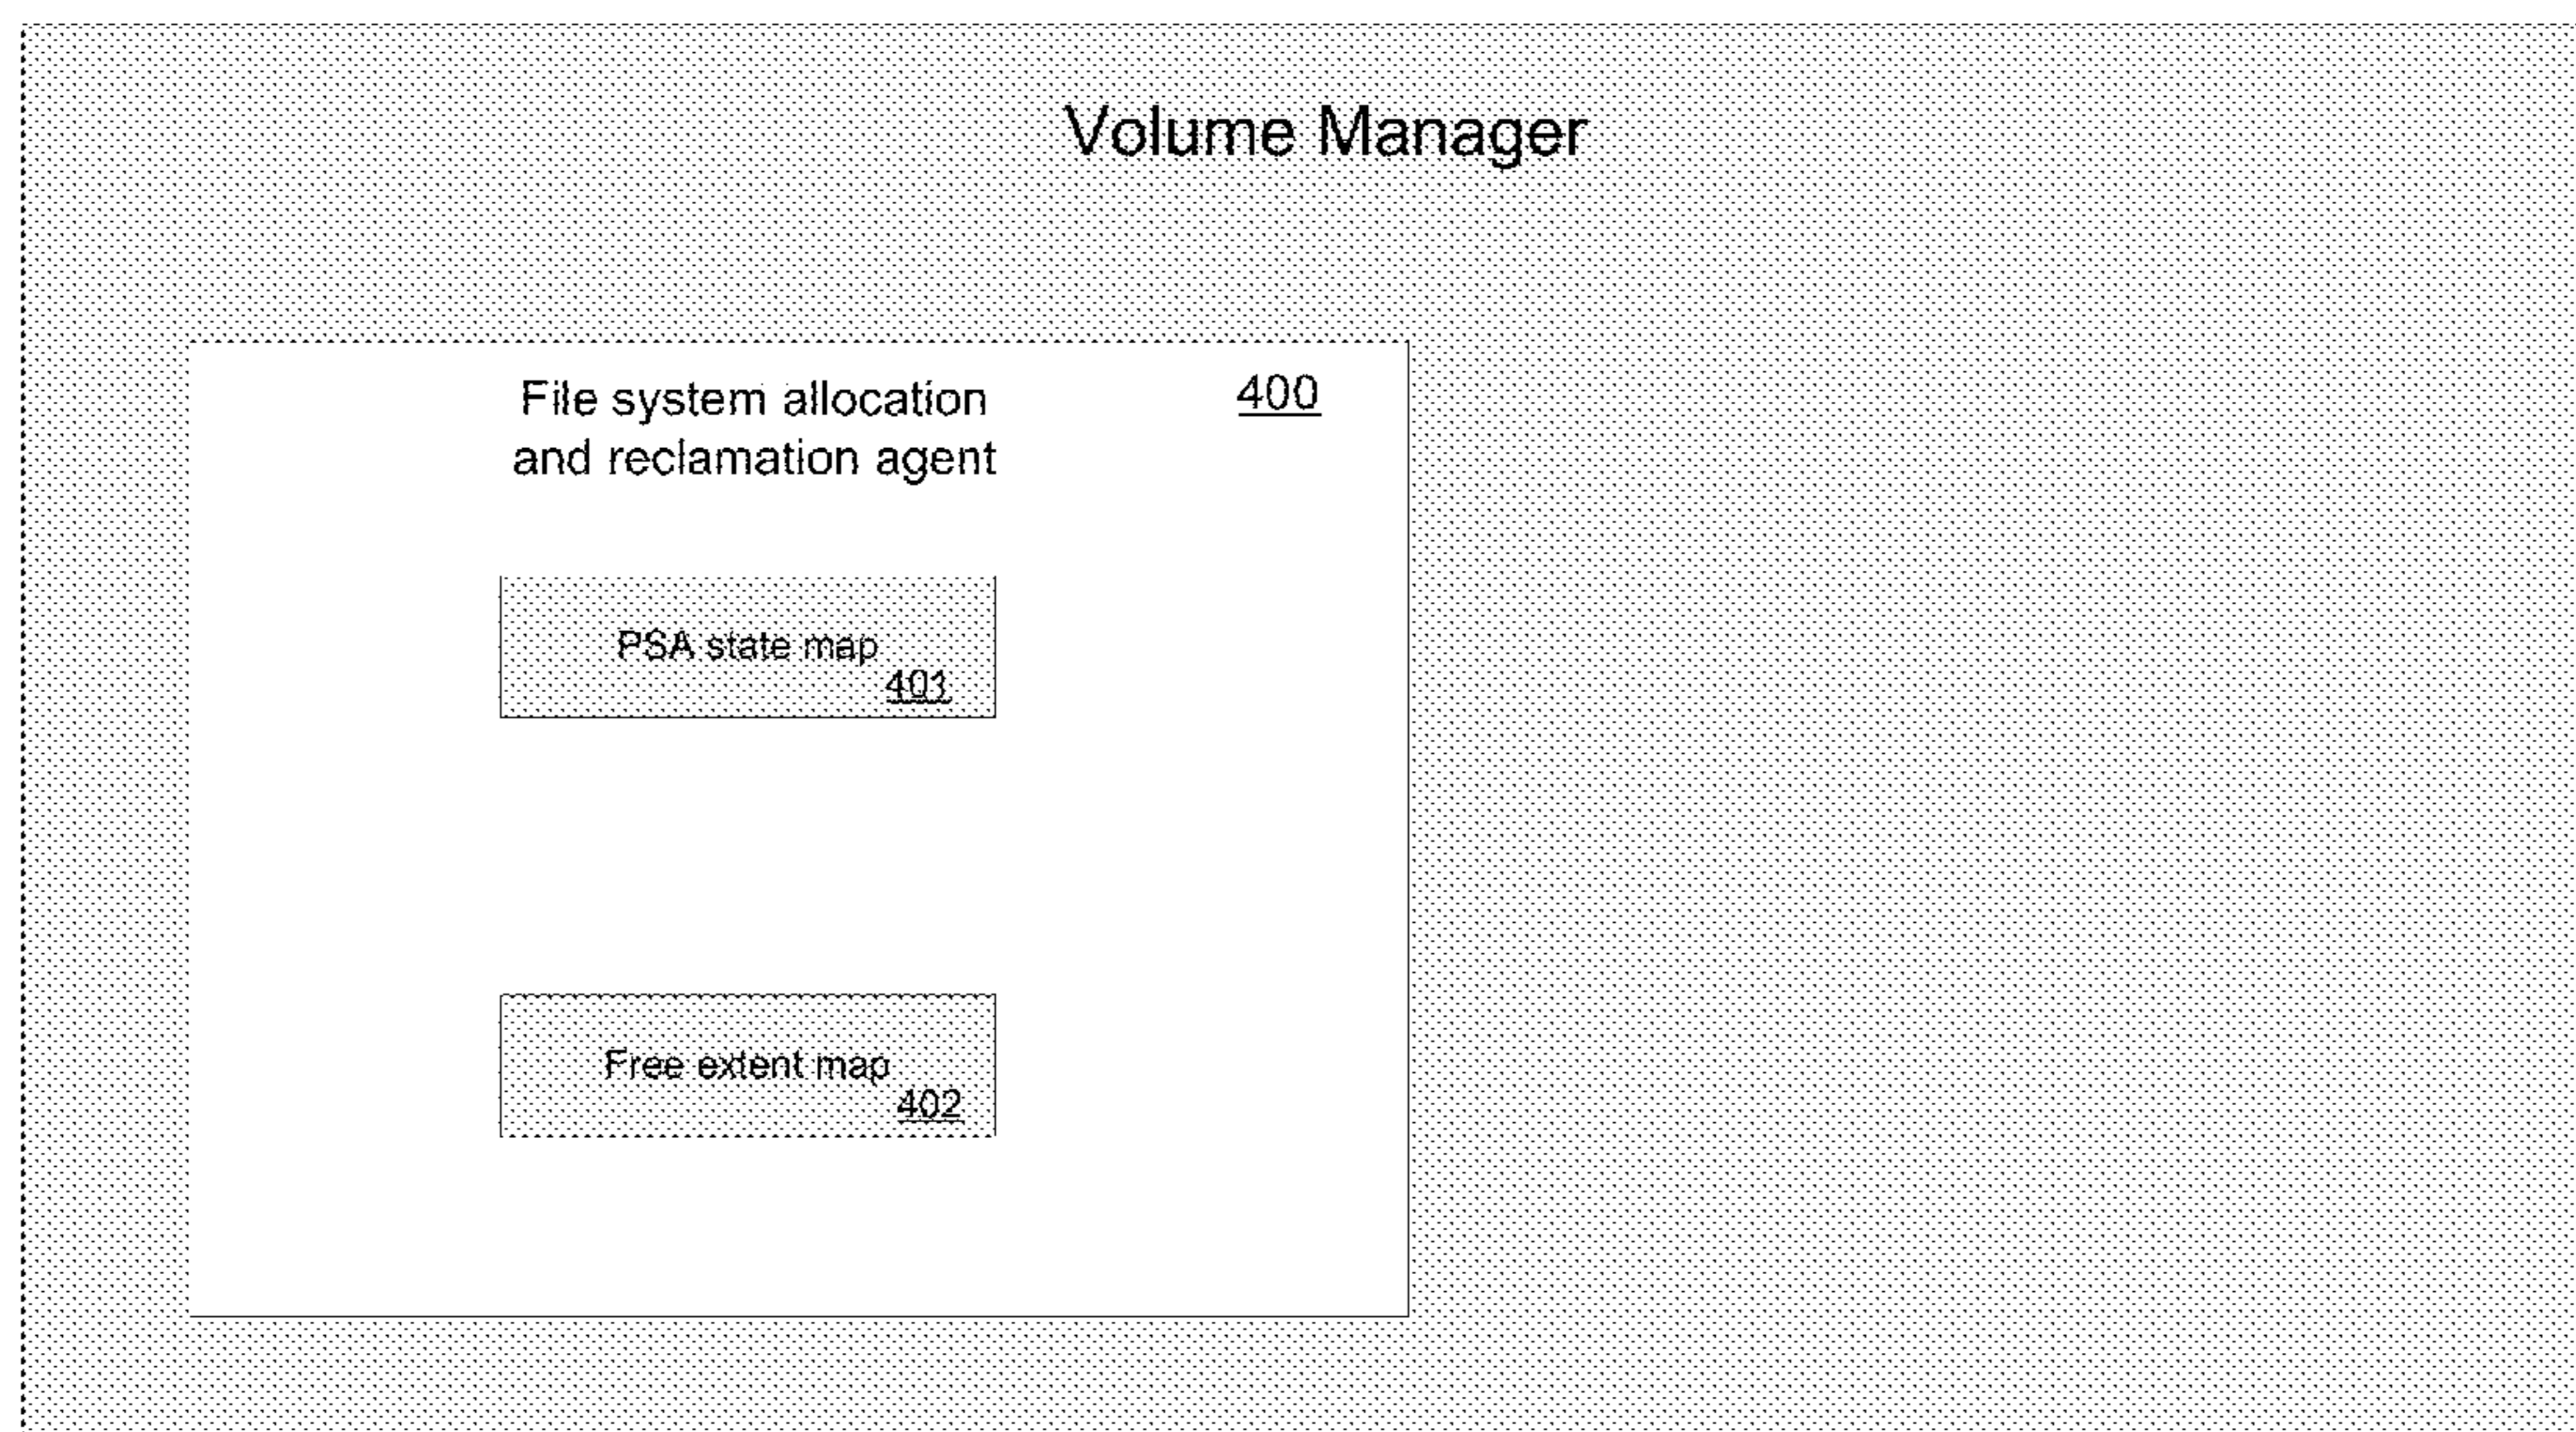 Volume Manager
File system allocation 400
and reclamation agent
PSA state map
401
Free extent map
402